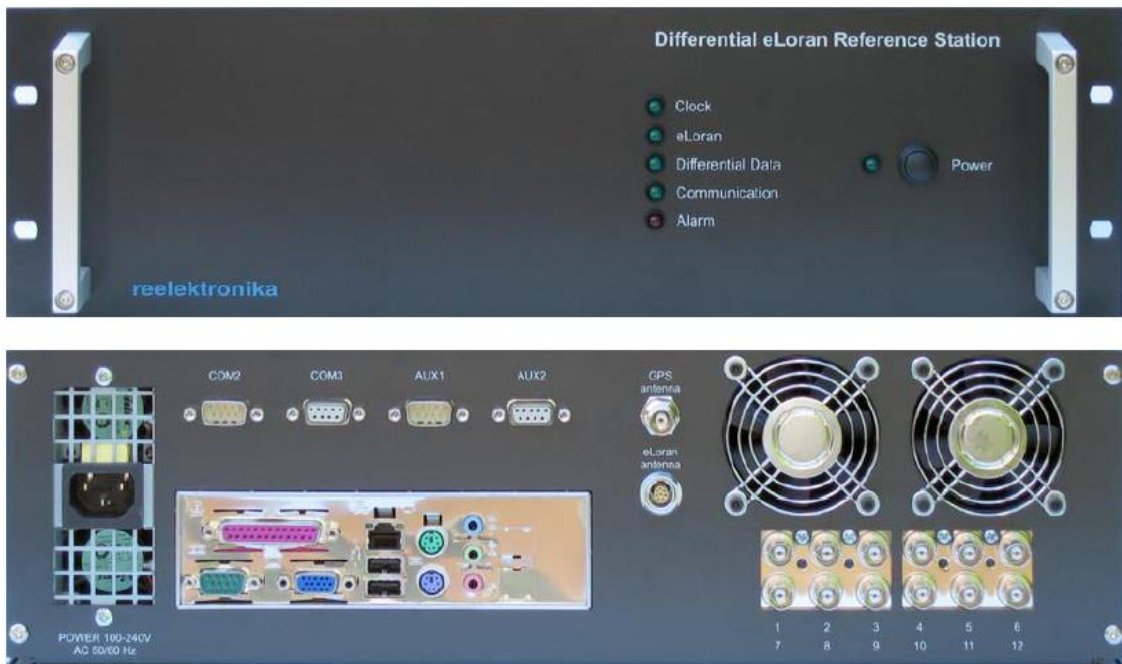 Differential eLoran Reference Station
Clock
eLoran
Differential Data
Communication
Alarm
Power
reelektronika
COM2 COM3 AUX1 AUX2
GPS
antenna
eLoran
antenna
POWER 100-240V
AC 50/60 Hz
1 2 3 4 5 6
7 8 9 10 11 12